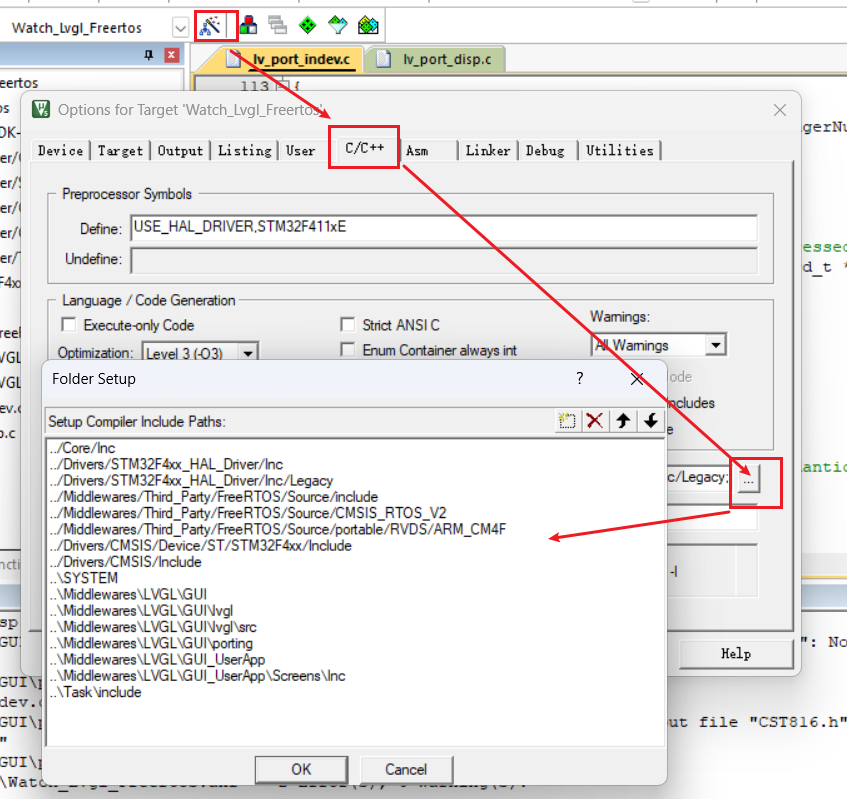 Watch_Lvgl_Freertos
lv_port_indev.c
lv_port_disp.c
113
{
Options for Target 'Watch_Lvgl_Freertos'
Device
Target
Output
Listing
User
C/C++
Asm
Linker
Debug
Utilities
Preprocessor Symbols
Define:
USE_HAL_DRIVER,STM32F411xE
Undefine:
Language / Code Generation
Execute-only Code
Strict ANSI C
Warnings:
Optimization:
Level 3 (-O3)
Enum Container always int
All Warnings
Folder Setup
?
Setup Compiler Include Paths:
../Core/Inc
../Drivers/STM32F4xx_HAL_Driver/Inc
../Drivers/STM32F4xx_HAL_Driver/Inc/Legacy
../Middlewares/Third_Party/FreeRTOS/Source/include
../Middlewares/Third_Party/FreeRTOS/Source/CMSIS_RTOS_V2
../Middlewares/Third_Party/FreeRTOS/Source/portable/RVDS/ARM_CM4F
../Drivers/CMSIS/Device/ST/STM32F4xx/Include
../Drivers/CMSIS/Include
..\SYSTEM
..\Middlewares\LVGL\GUI
..\Middlewares\LVGL\GUI\lvgl
..\Middlewares\LVGL\GUI\lvgl\src
..\Middlewares\LVGL\GUI\porting
..\Middlewares\LVGL\GUI_UserApp
..\Middlewares\LVGL\GUI_UserApp\Screens\Inc
..\Task\include
c/Legacy;
...
-I
OK
Cancel
Help
": No
ut file "CST816.h"